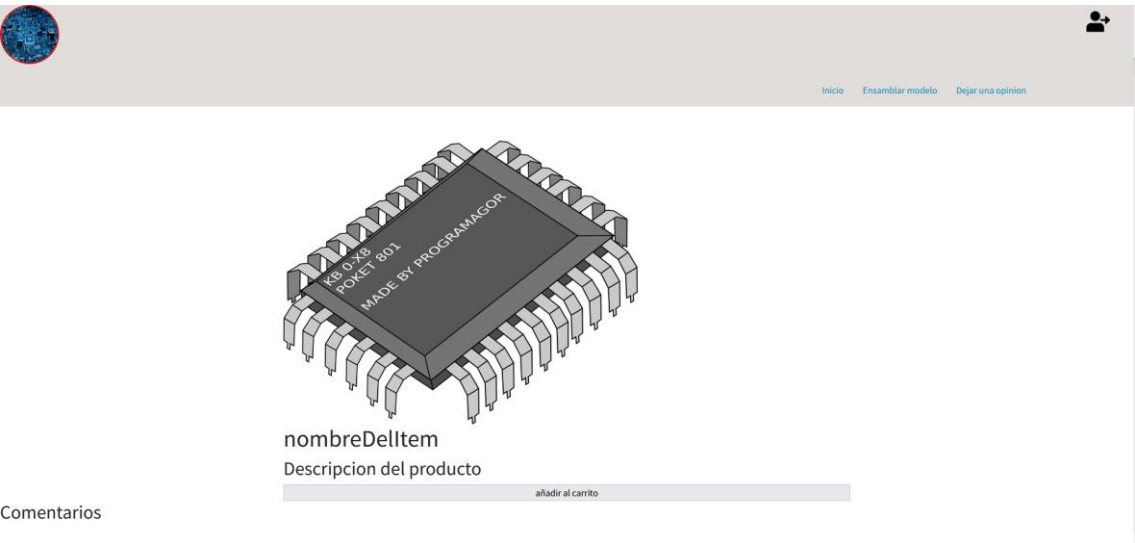 Inicio Ensamblar modelo Dejar una opinion
KB 0-X8
POKET 801
MADE BY PROGRAMAGOR
nombreDelItem
Descripcion del producto
añadir al carrito
Comentarios